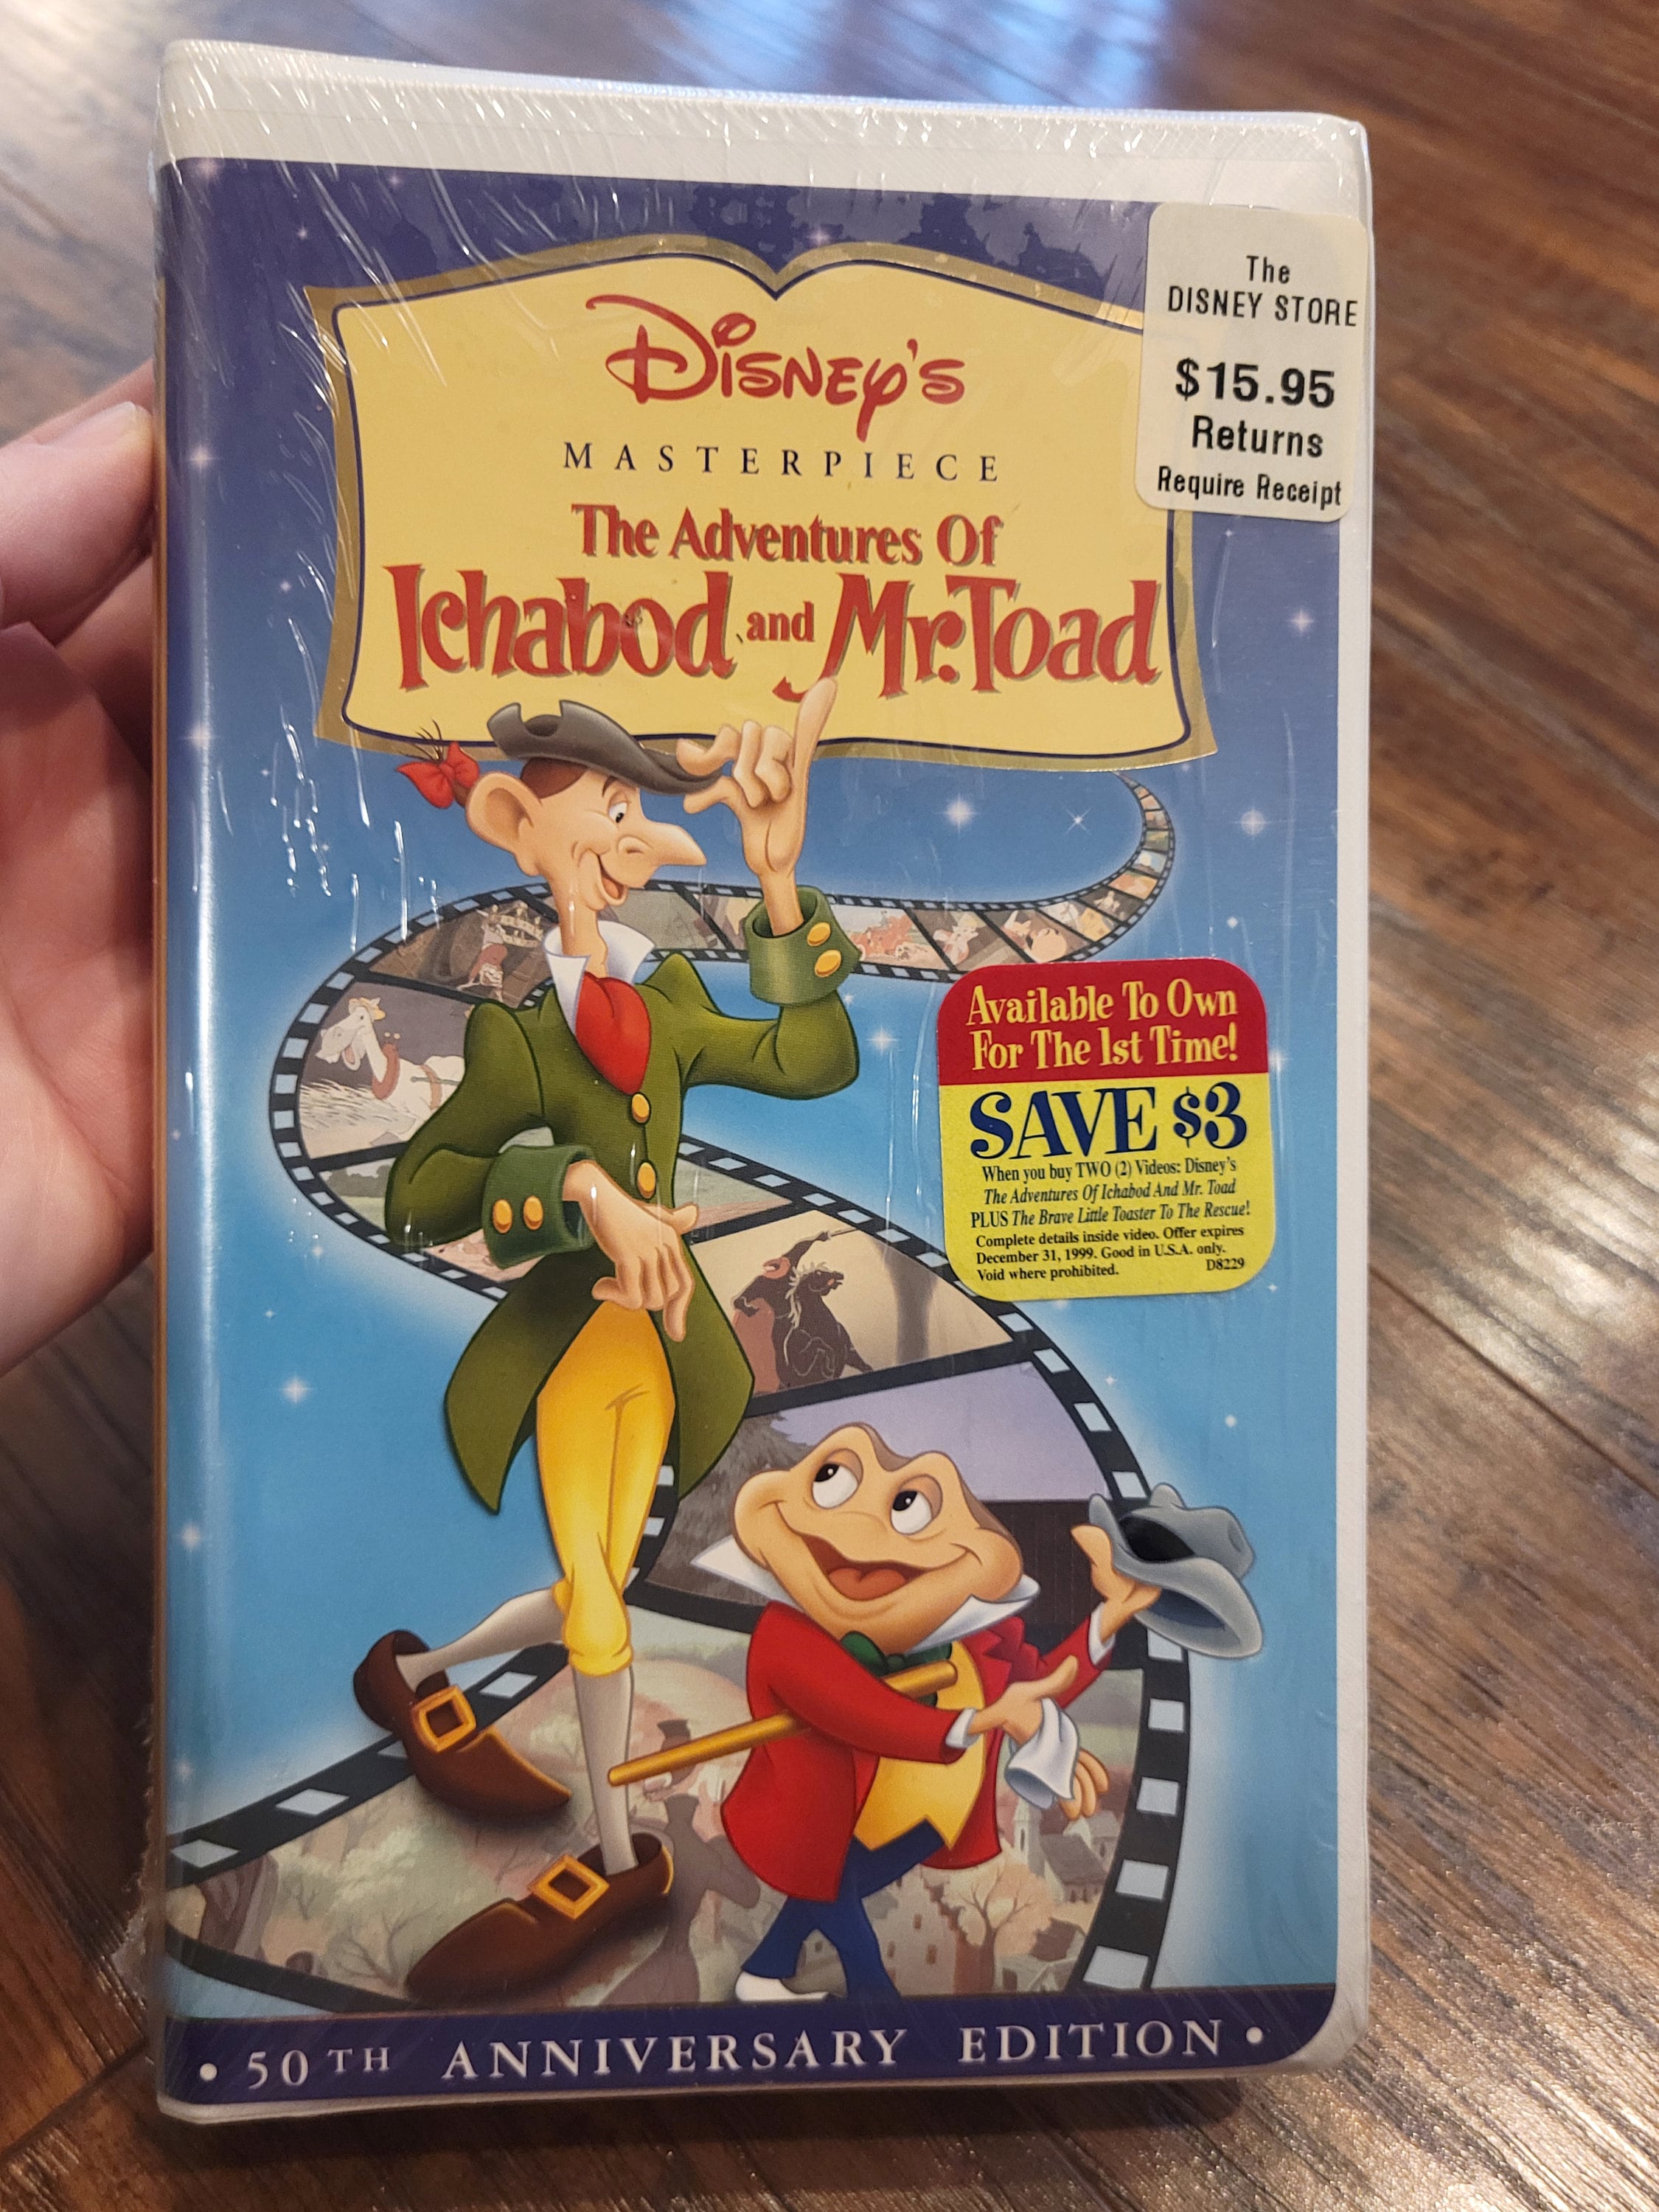 The
DISNEY STORE
$15.95
Returns
Require Receipt
DISNEY'S
MASTERPIECE
The Adventures Of
Ichabod and Mr. Toad
Available To Own
For The 1st Time!
SAVE $3
When you buy TWO (2) Videos: Disney's
The Adventures Of Ichabod And Mr. Toad
PLUS The Brave Little Toaster To The Rescue!
Complete details inside video. Offer expires
December 31, 1999. Good in U.S.A. only.
Void where prohibited. D8229
• 50TH ANNIVERSARY EDITION •